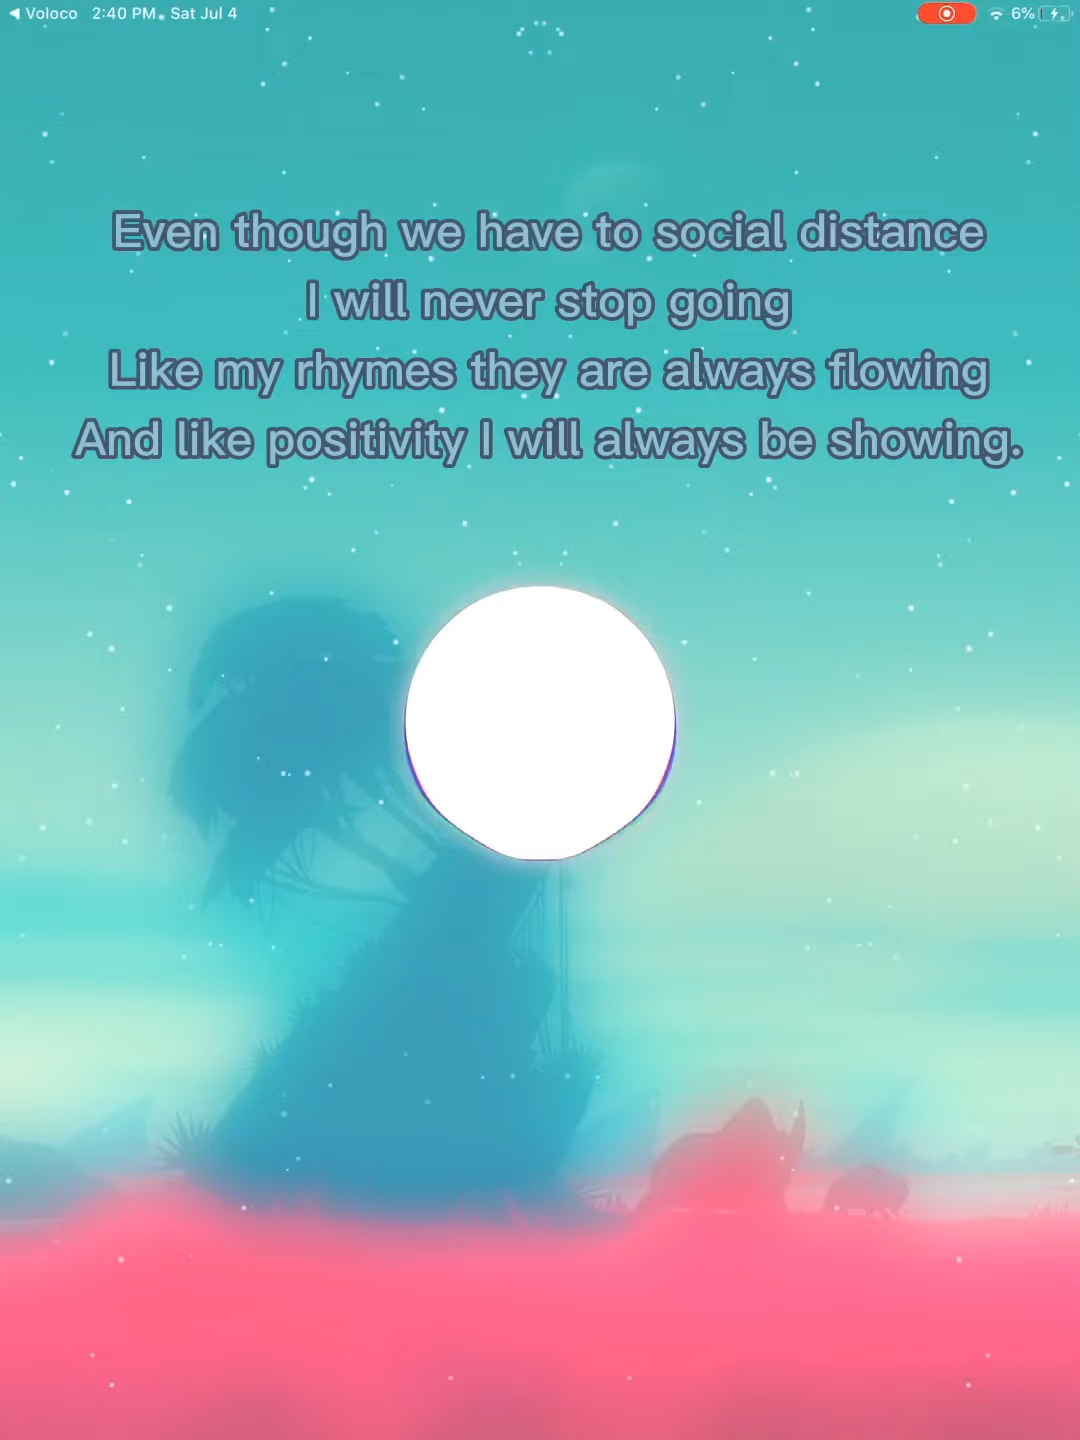 Voloco 2:40 PM Sat Jul 4 6%
Even though we have to social distance
I will never stop going
Like my rhymes they are always flowing
And like positivity I will always be showing.